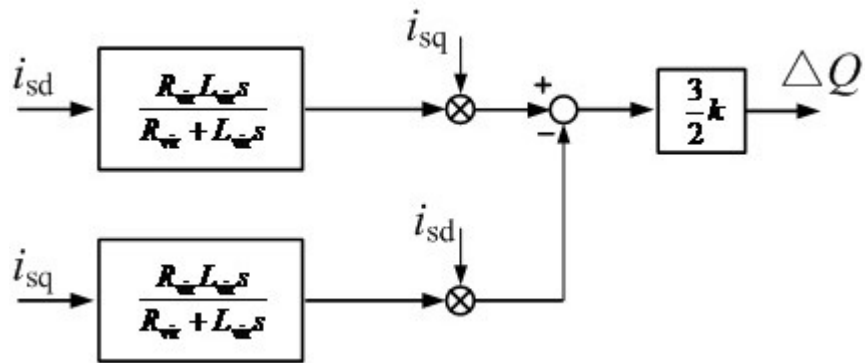 i_sq
i_sd
R L s
R + L s
+
−
3/2 k
△Q
i_sd
i_sq
R L s
R + L s